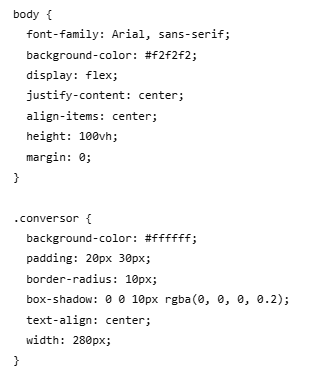 body {
  font-family: Arial, sans-serif;
  background-color: #f2f2f2;
  display: flex;
  justify-content: center;
  align-items: center;
  height: 100vh;
  margin: 0;
}

.conversor {
  background-color: #ffffff;
  padding: 20px 30px;
  border-radius: 10px;
  box-shadow: 0 0 10px rgba(0, 0, 0, 0.2);
  text-align: center;
  width: 280px;
}